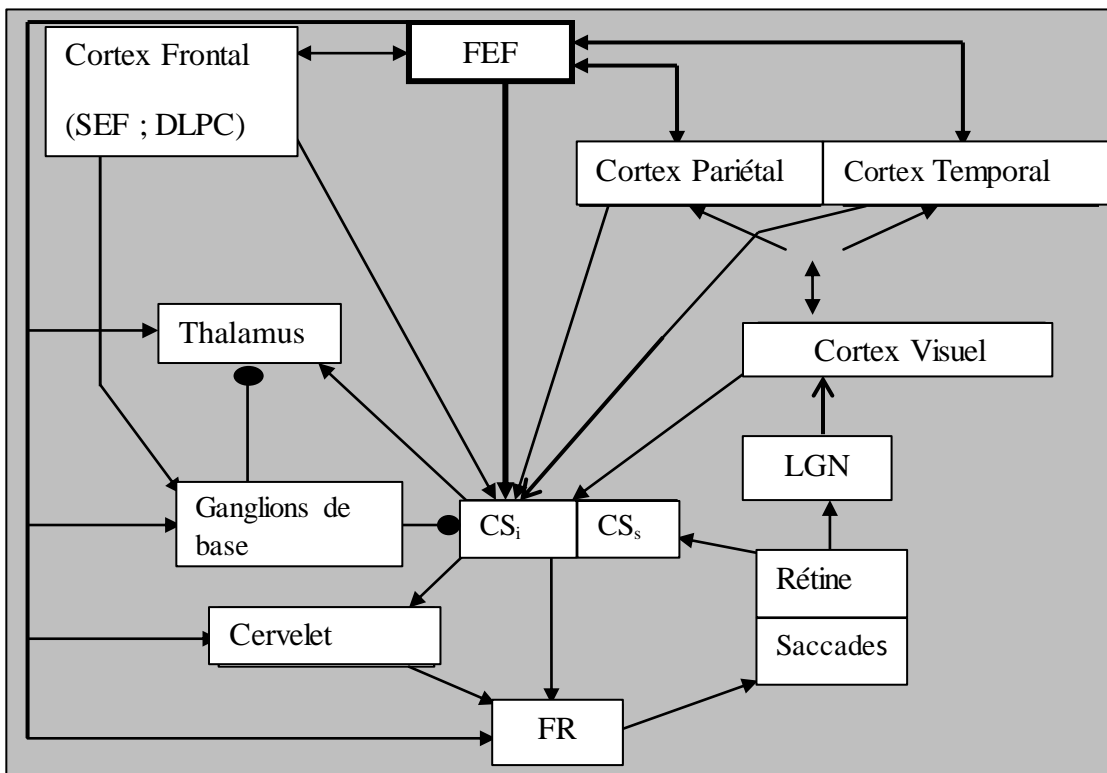 Cortex Frontal
(SEF ; DLPC)
FEF
Cortex Pariétal
Cortex Temporal
Thalamus
Cortex Visuel
LGN
Ganglions de
base
CSi
CSs
Rétine
Saccades
Cervelet
FR